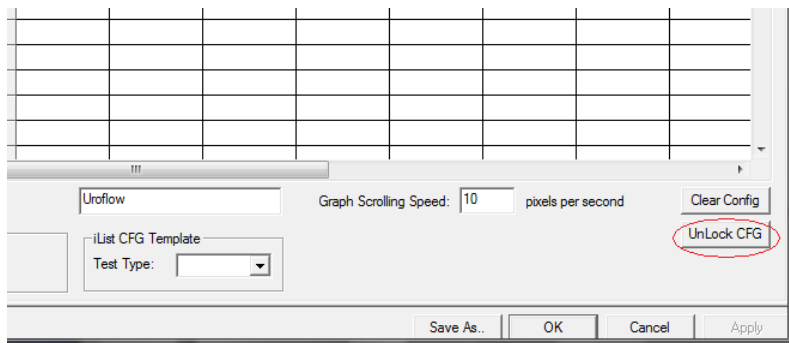 Uroflow
Graph Scrolling Speed: 10 pixels per second
Clear Config
UnLock CFG
iList CFG Template
Test Type:
Save As..
OK
Cancel
Apply